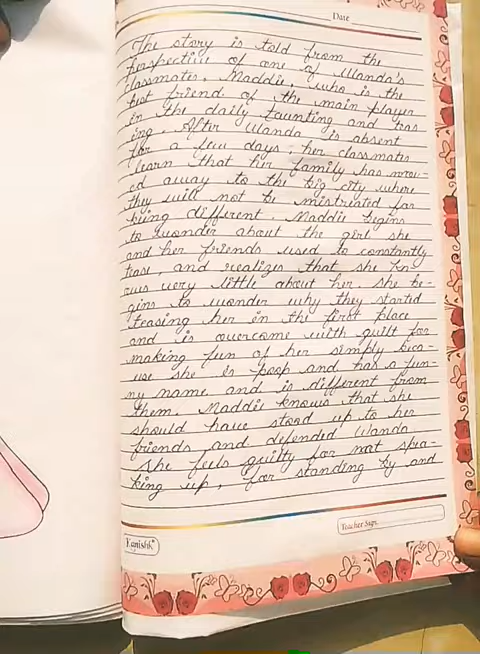 Date
The story is told from the
perspective of one of Wanda's
classmates. Maddie, who is the
best friend of the main player
in the daily taunting and teas
ing. After Wanda is absent
for a few days, her classmates
learn that her family has mov-
ed away to the big city where
they will not be mistreated for
being different. Maddie begins
to wonder about the girl she
and her friends used to constantly
tease, and realizes that she kn
ows very little about her. She be-
gins to wonder why they started
teasing her in the first place
and is overcome with guilt for
making fun of her simply beca-
use she is poop and has a fun-
ny name and is different from
them. Maddie knows that she
should have stood up to her
friends and defended Wanda
She feels guilty for not spea-
king up, for standing by and
Teacher Sign.
Kanishk